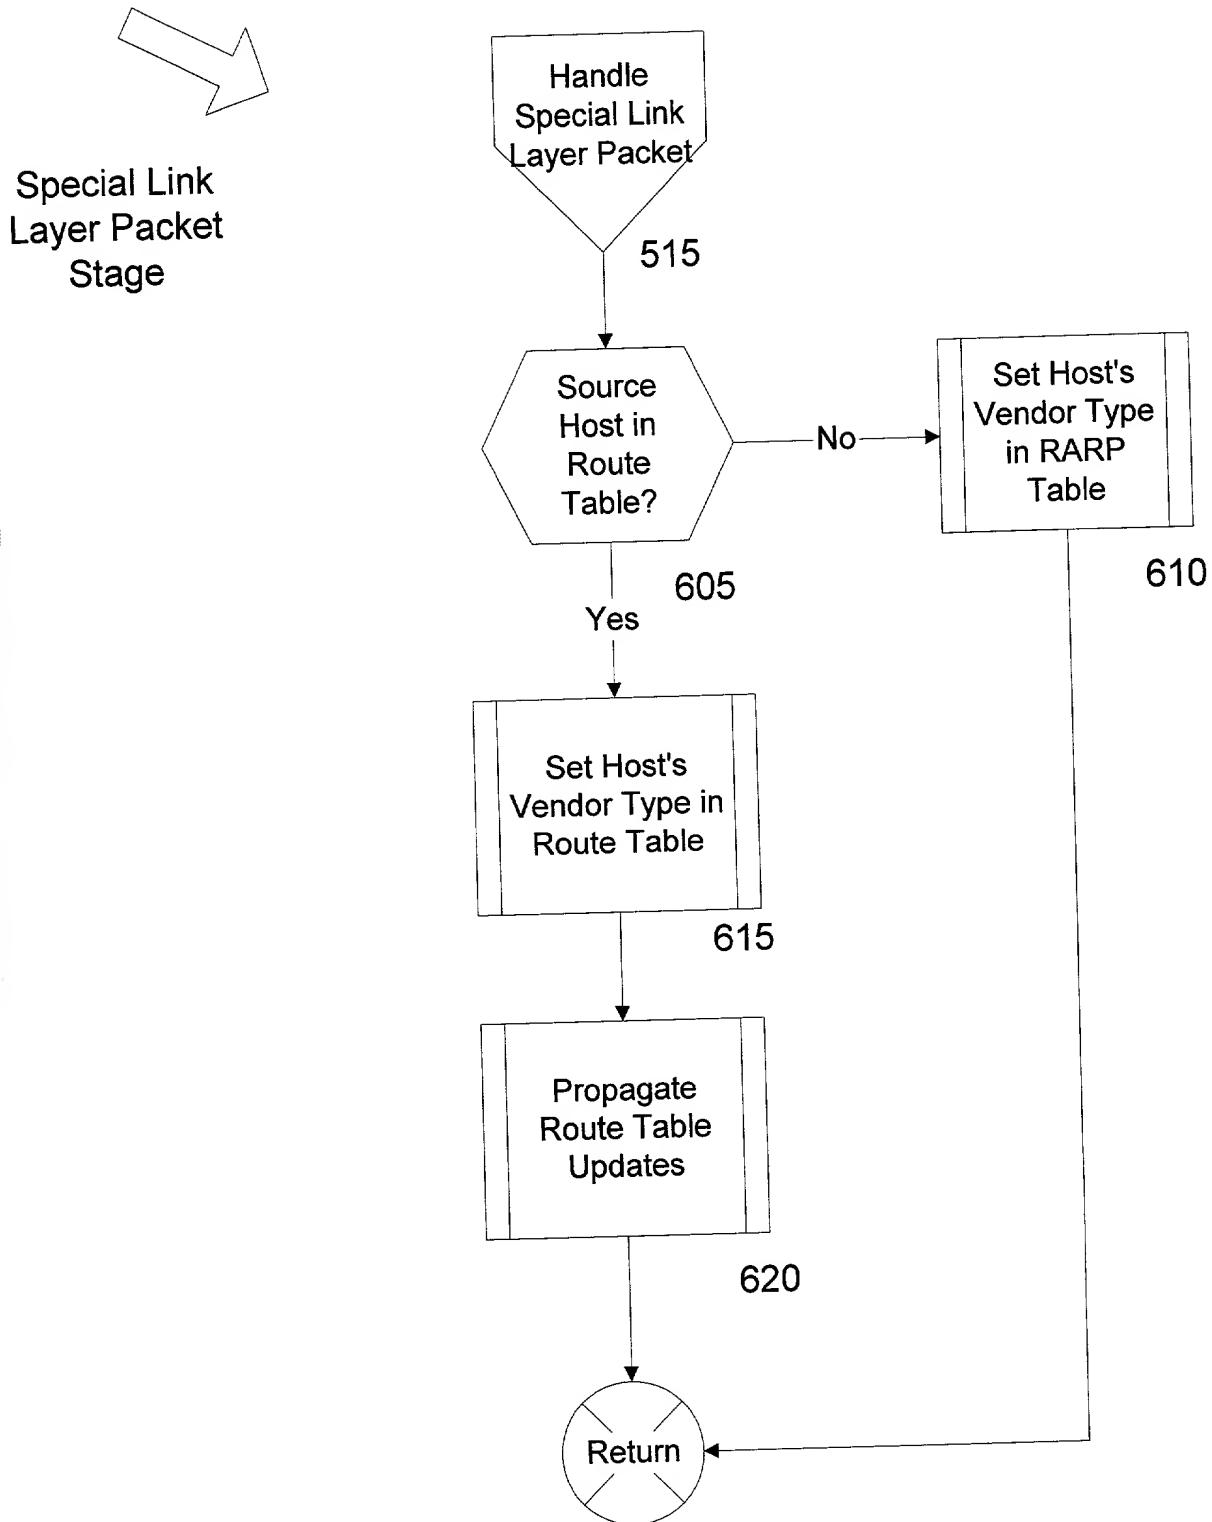 Special Link
Layer Packet
Stage
Handle
Special Link
Layer Packet
515
Source
Host in
Route
Table?
605
No
Set Host's
Vendor Type
in RARP
Table
610
Yes
Set Host's
Vendor Type in
Route Table
615
Propagate
Route Table
Updates
620
Return